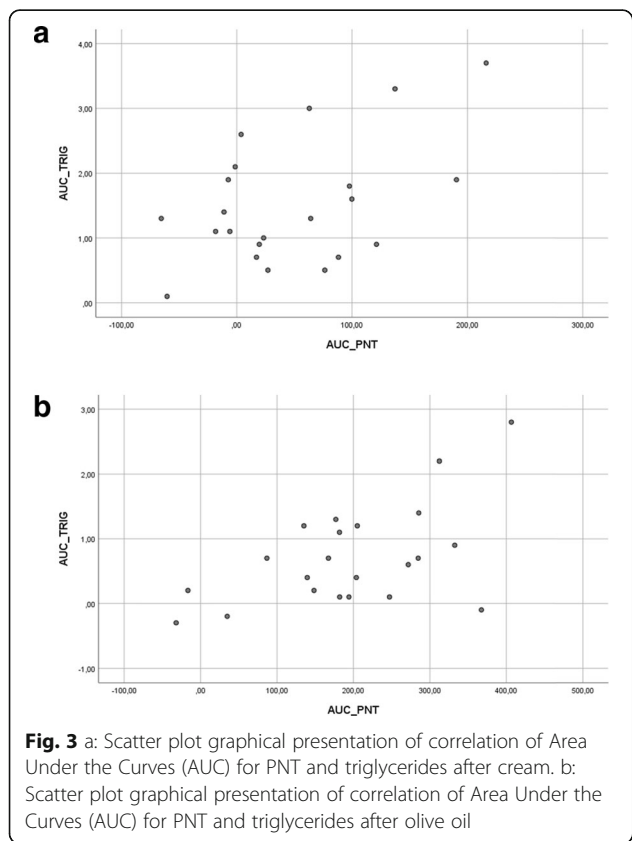 a
4,00
3,00
2,00
1,00
,00
AUC_TRIG
-100,00 ,00 100,00 200,00 300,00
AUC_PNT
b
3,00
2,00
1,00
,00
-1,00
AUC_TRIG
-100,00 ,00 100,00 200,00 300,00 400,00 500,00
AUC_PNT
Fig. 3 a: Scatter plot graphical presentation of correlation of Area
Under the Curves (AUC) for PNT and triglycerides after cream. b:
Scatter plot graphical presentation of correlation of Area Under the
Curves (AUC) for PNT and triglycerides after olive oil